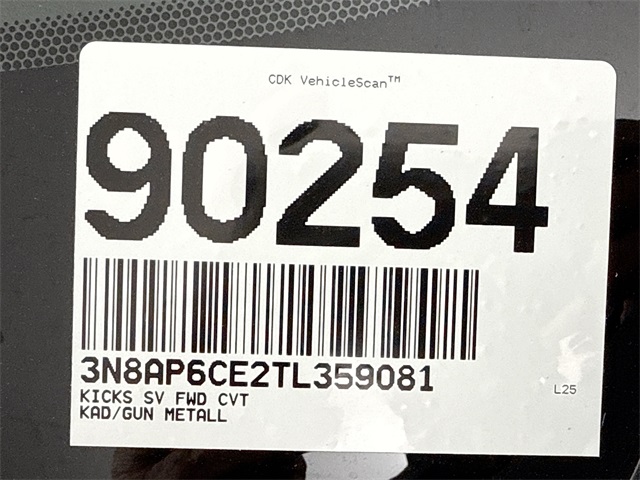 CDK VehicleScan™
90254
3N8AP6CE2TL359081
KICKS SV FWD CVT
KAD/GUN METALL
L25